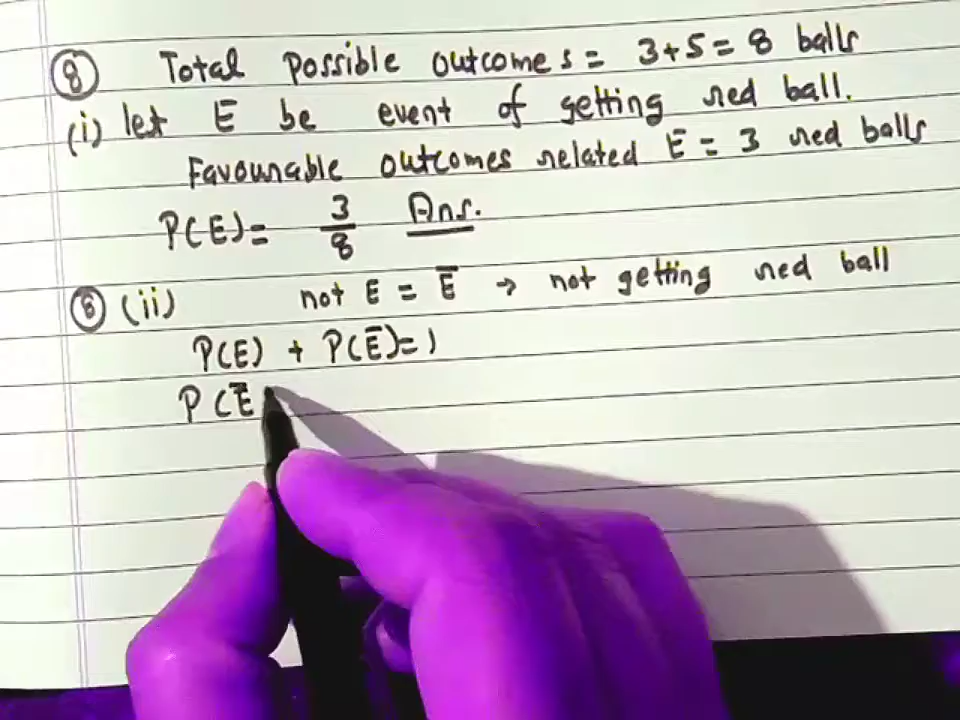 8 Total possible outcomes = 3+5 = 8 balls
(i) let E be event of getting red ball.
Favourable outcomes related E = 3 red balls
P(E) = 3/8 Ans.
8 (ii) not E = E̅ → not getting red ball
P(E) + P(E̅) = 1
P(E̅